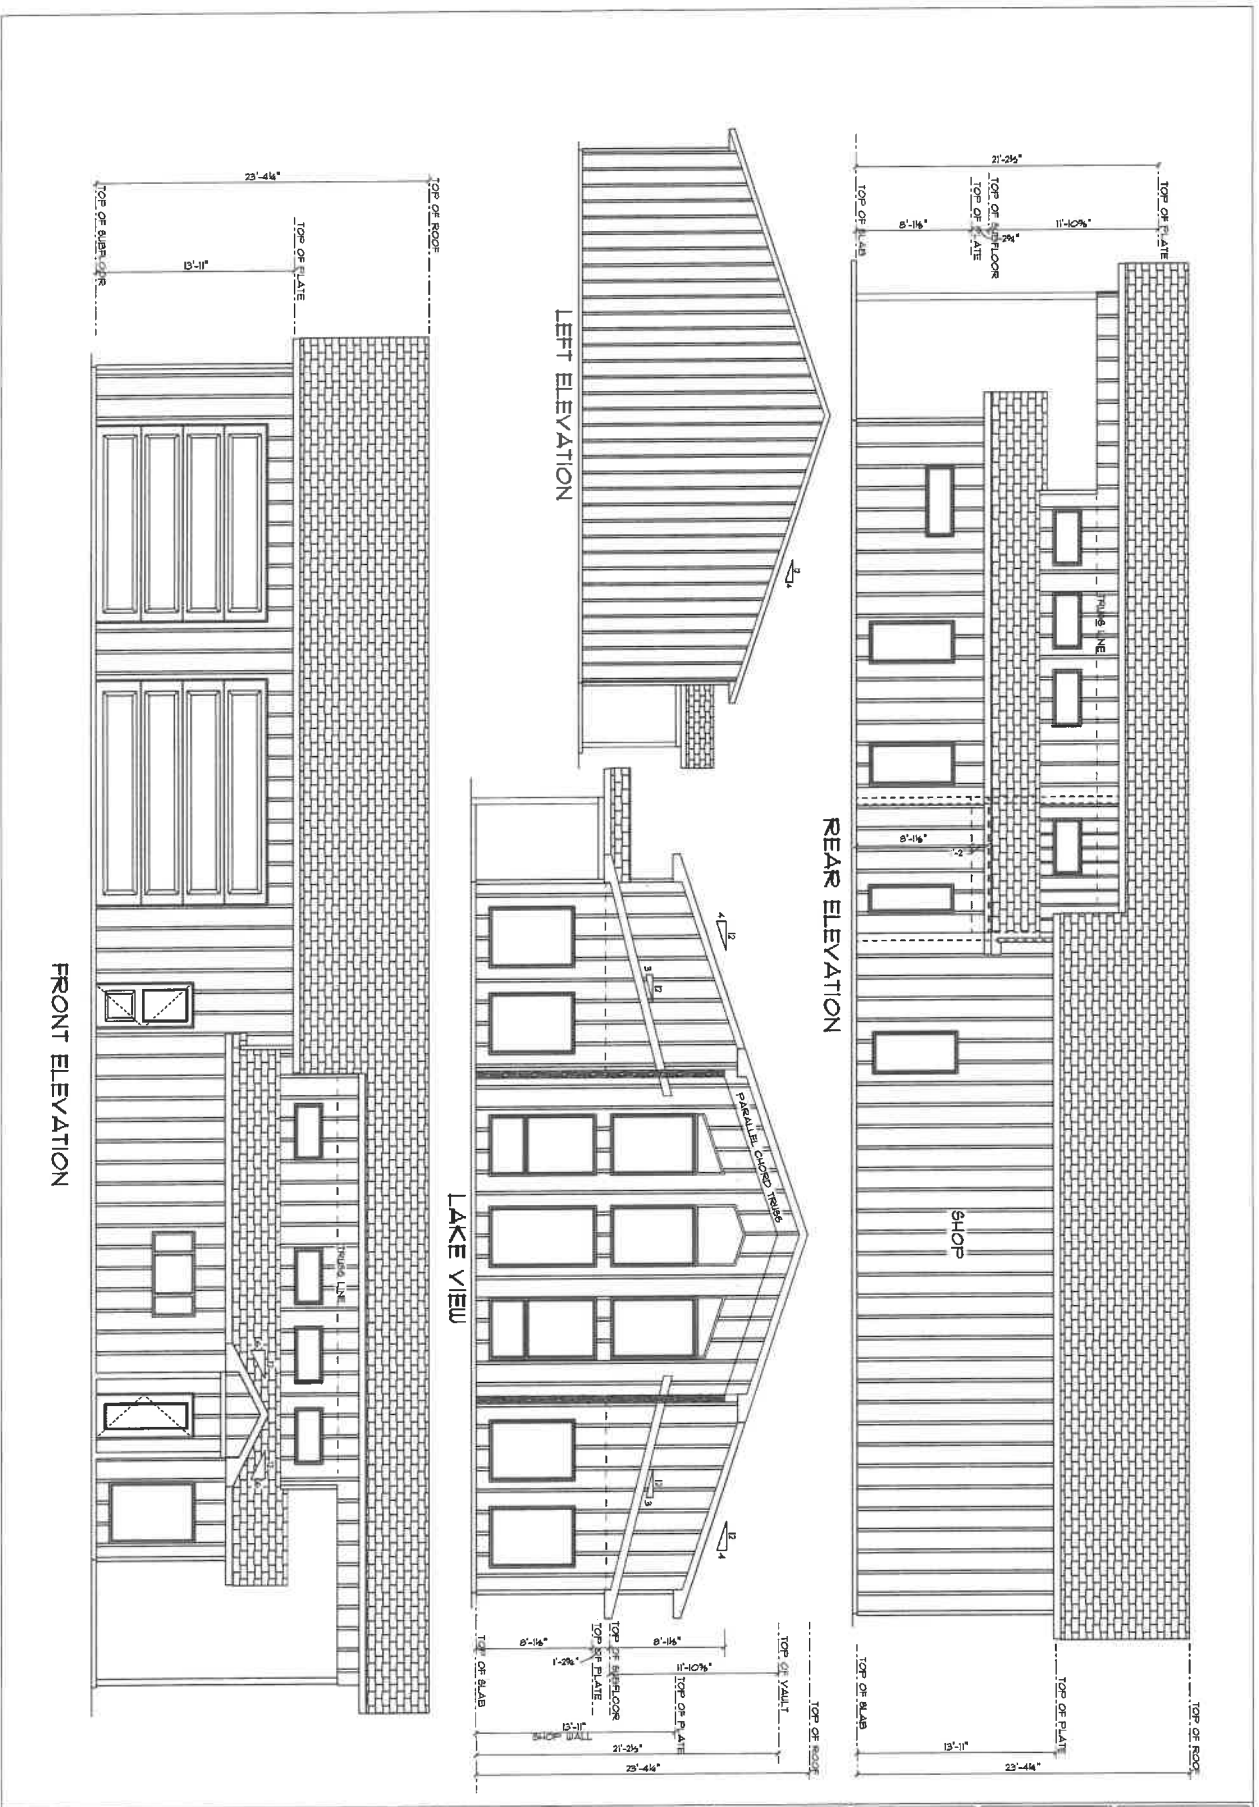 21'-2½"
TOP OF PLATE
11'-10⅝"
TOP OF SUBFLOOR
TOP OF PLATE
8'-1⅛"
TOP OF SLAB
TRUSS LINE
8'-1⅛"
SHOP
TOP OF ROOF
TOP OF PLATE
TOP OF SLAB
13'-11"
23'-4¼"
REAR ELEVATION
12
4
LEFT ELEVATION
4
12
3
12
PARALLEL CHORD TRUSS
12
3
12
4
TOP OF ROOF
TOP OF VAULT
TOP OF PLATE
TOP OF SUBFLOOR
TOP OF PLATE
TOP OF SLAB
8'-1⅛"
8'-1⅛"
11'-10⅝"
13'-11"
SHOP WALL
21'-2½"
23'-4¼"
LAKE VIEW
23'-4¼"
TOP OF ROOF
TOP OF PLATE
13'-11"
TOP OF SUBFLOOR
TRUSS LINE
FRONT ELEVATION